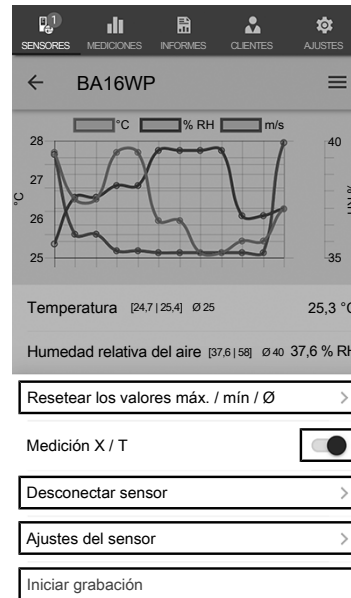 1
SENSORES MEDICIONES INFORMES CLIENTES AJUSTES
BA16WP
°C % RH m/s
28 40
27
°C
26
25 35
Temperatura [24,7 | 25,4] Ø 25 25,3 °C
Humedad relativa del aire [37,6 | 58] Ø 40 37,6 % RH
Resetear los valores máx. / mín / Ø
Medición X / T
Desconectar sensor
Ajustes del sensor
Iniciar grabación